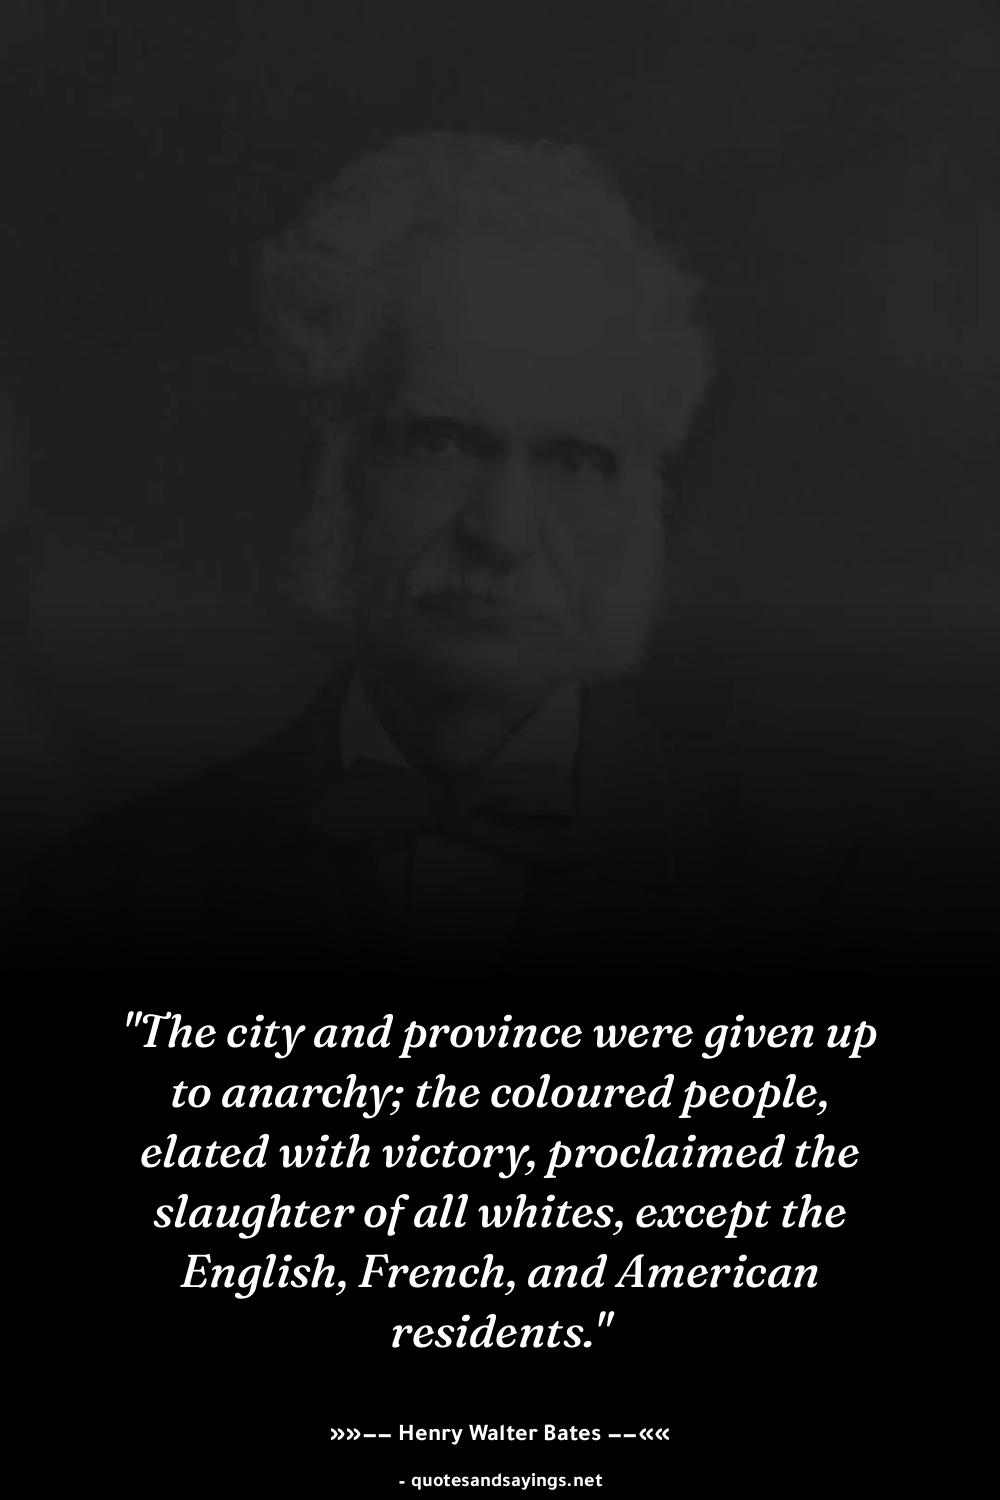 "The city and province were given up
to anarchy; the coloured people,
elated with victory, proclaimed the
slaughter of all whites, except the
English, French, and American
residents."
»»–– Henry Walter Bates ––««
- quotesandsayings.net